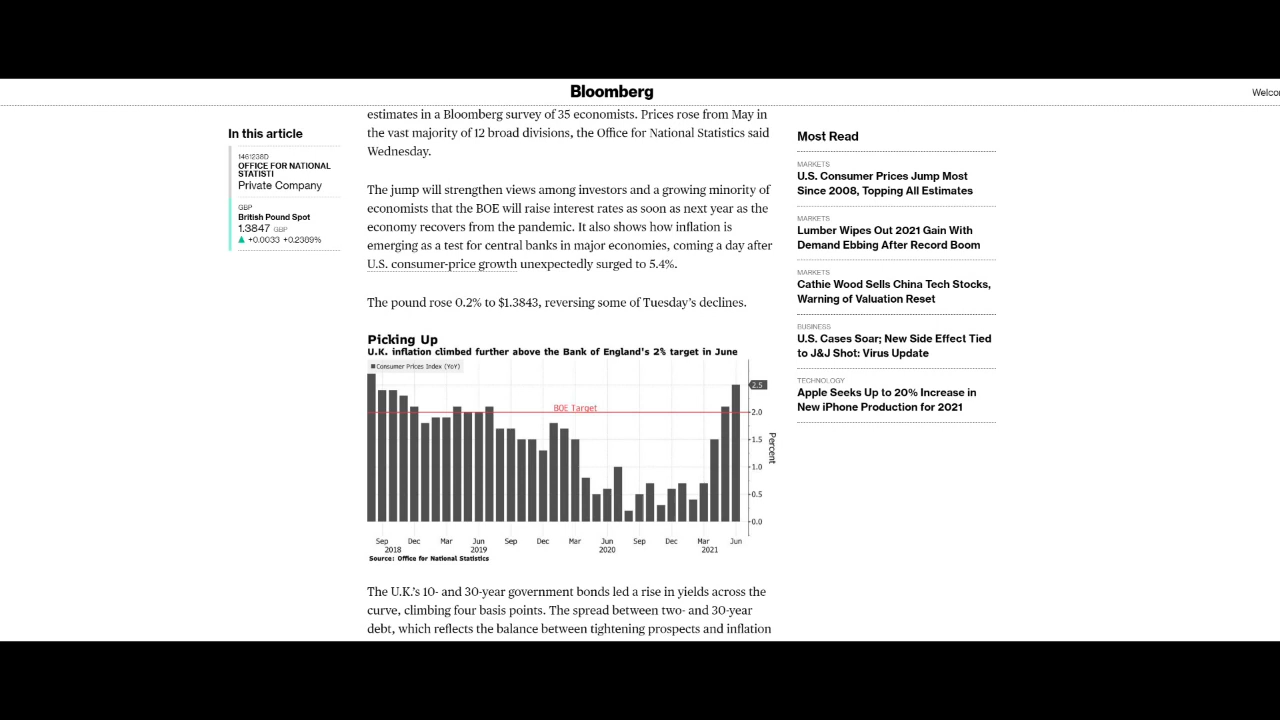 Bloomberg
Welco
In this article
1461238D
OFFICE FOR NATIONAL
STATISTI
Private Company
GBP
British Pound Spot
1.3847 GBP
▲ +0.0033 +0.2389%
estimates in a Bloomberg survey of 35 economists. Prices rose from May in
the vast majority of 12 broad divisions, the Office for National Statistics said
Wednesday.
The jump will strengthen views among investors and a growing minority of
economists that the BOE will raise interest rates as soon as next year as the
economy recovers from the pandemic. It also shows how inflation is
emerging as a test for central banks in major economies, coming a day after
U.S. consumer-price growth unexpectedly surged to 5.4%.
The pound rose 0.2% to $1.3843, reversing some of Tuesday's declines.
Picking Up
U.K. inflation climbed further above the Bank of England's 2% target in June
Consumer Prices Index (YoY)
BOE Target
2.5
2.0
1.5
1.0
0.5
0.0
Percent
Sep Dec Mar Jun Sep Dec Mar Jun Sep Dec Mar Jun
2018 2019 2020 2021
Source: Office for National Statistics
The U.K.'s 10- and 30-year government bonds led a rise in yields across the
curve, climbing four basis points. The spread between two- and 30-year
debt, which reflects the balance between tightening prospects and inflation
Most Read
MARKETS
U.S. Consumer Prices Jump Most
Since 2008, Topping All Estimates
MARKETS
Lumber Wipes Out 2021 Gain With
Demand Ebbing After Record Boom
MARKETS
Cathie Wood Sells China Tech Stocks,
Warning of Valuation Reset
BUSINESS
U.S. Cases Soar; New Side Effect Tied
to J&J Shot: Virus Update
TECHNOLOGY
Apple Seeks Up to 20% Increase in
New iPhone Production for 2021